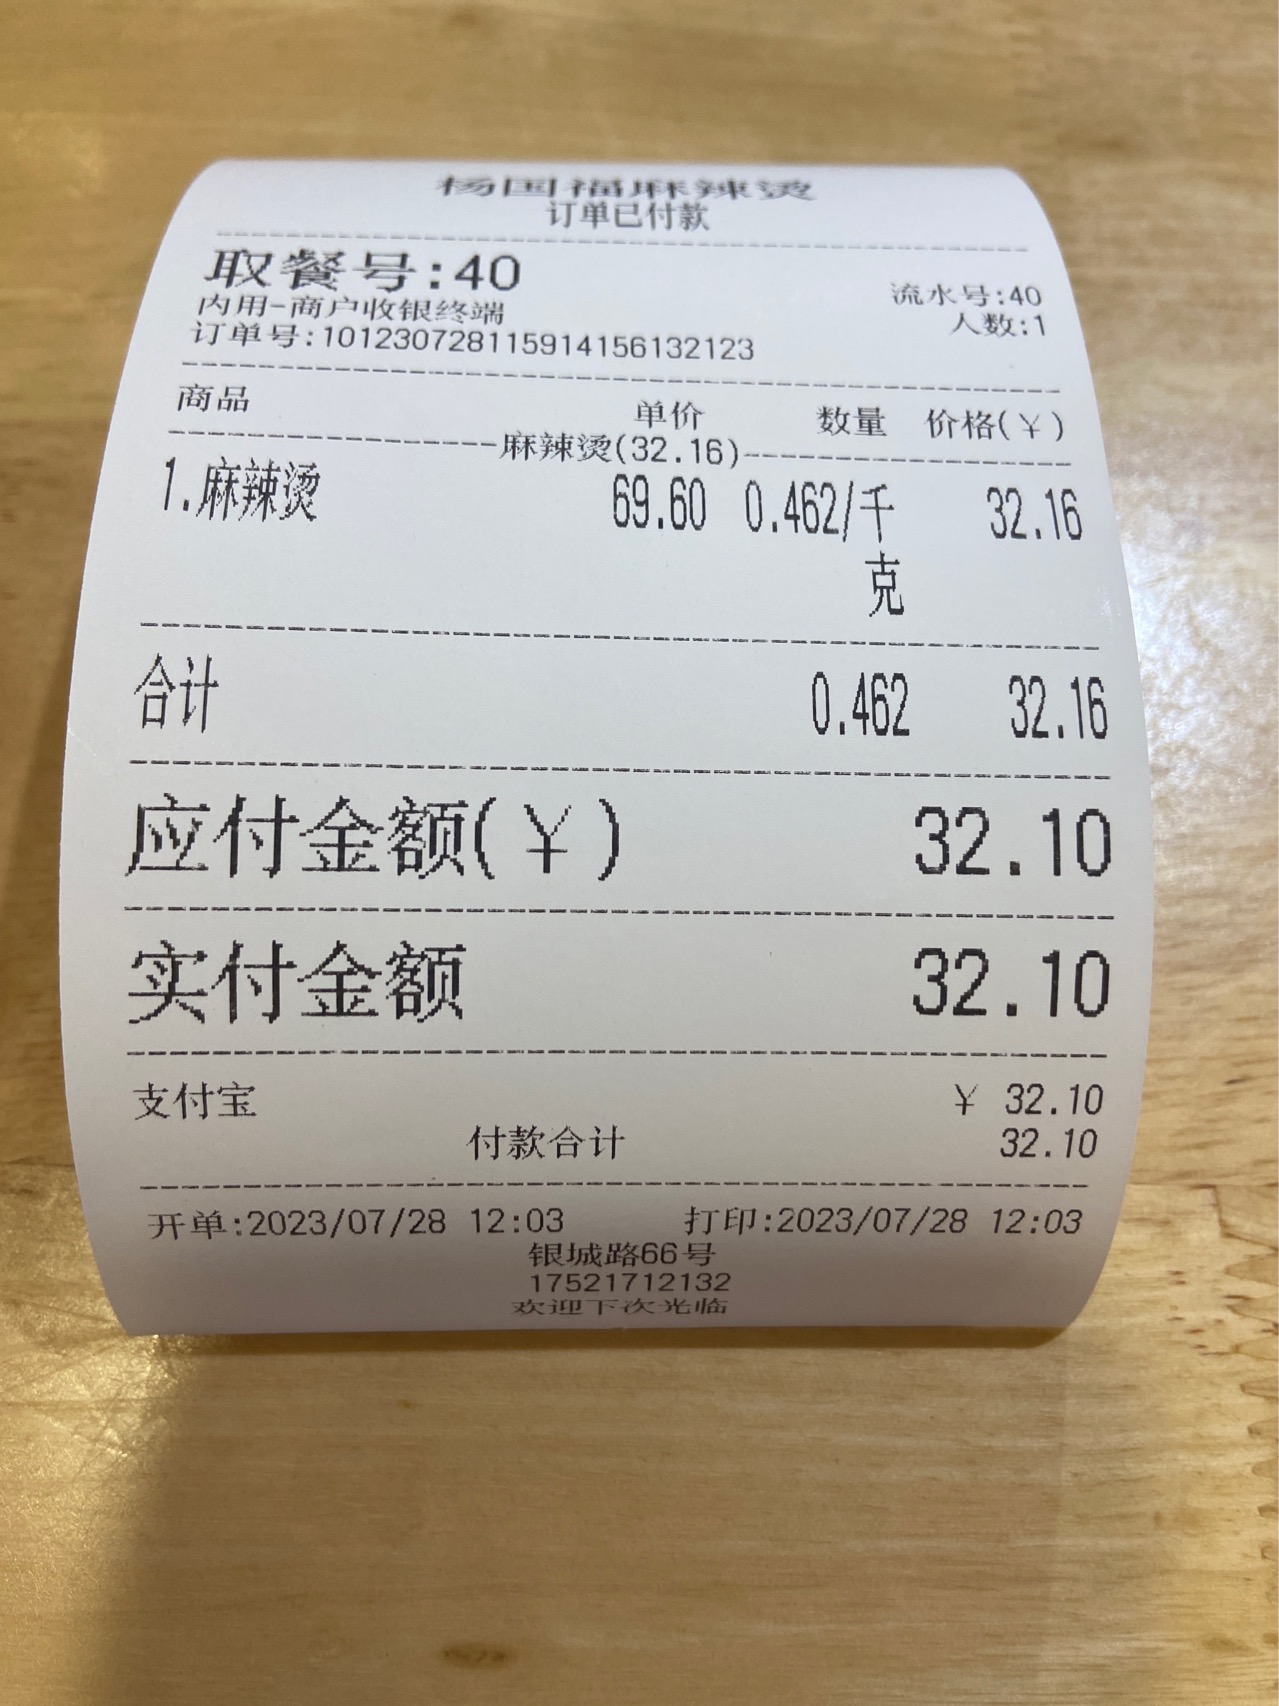 杨国福麻辣烫
订单已付款
取餐号:40
流水号:40
内用-商户收银终端
人数:1
订单号:101230728115914156132123
商品 单价 数量 价格(￥)
麻辣烫(32.16)
1.麻辣烫 69.60 0.462/千克 32.16
合计 0.462 32.16
应付金额(￥) 32.10
实付金额 32.10
支付宝 ￥ 32.10
付款合计 32.10
开单:2023/07/28 12:03 打印:2023/07/28 12:03
银城路66号
17521712132
欢迎下次光临